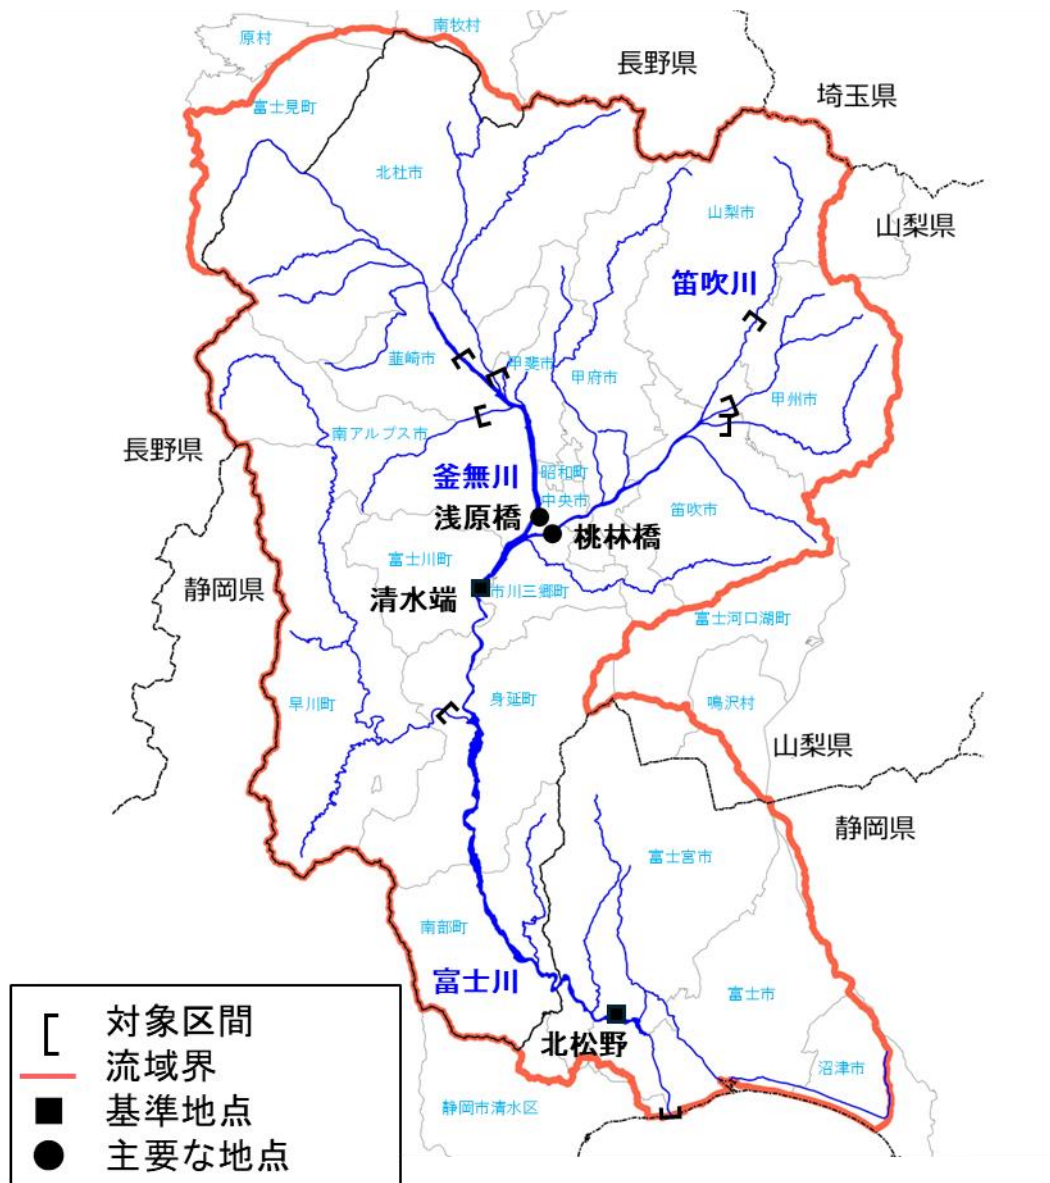 南牧村
原村
長野県
埼玉県
富士見町
北杜市
山梨市
山梨県
笛吹川
韮崎市
甲斐市
甲府市
甲州市
南アルプス市
長野県
釜無川
昭和町
中央市
浅原橋
笛吹市
桃林橋
富士川町
静岡県
清水端
市川三郷町
富士河口湖町
早川町
身延町
鳴沢村
山梨県
静岡県
富士宮市
南部町
富士川
富士市
北松野
沼津市
静岡市清水区
対象区間
流域界
基準地点
主要な地点